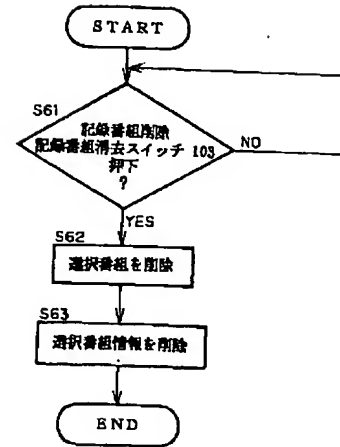 START
S61
記録番組削除
記録番組消去スイッチ 103
押下
?
NO
YES
S62
選択番組を削除
S63
選択番組情報を削除
END